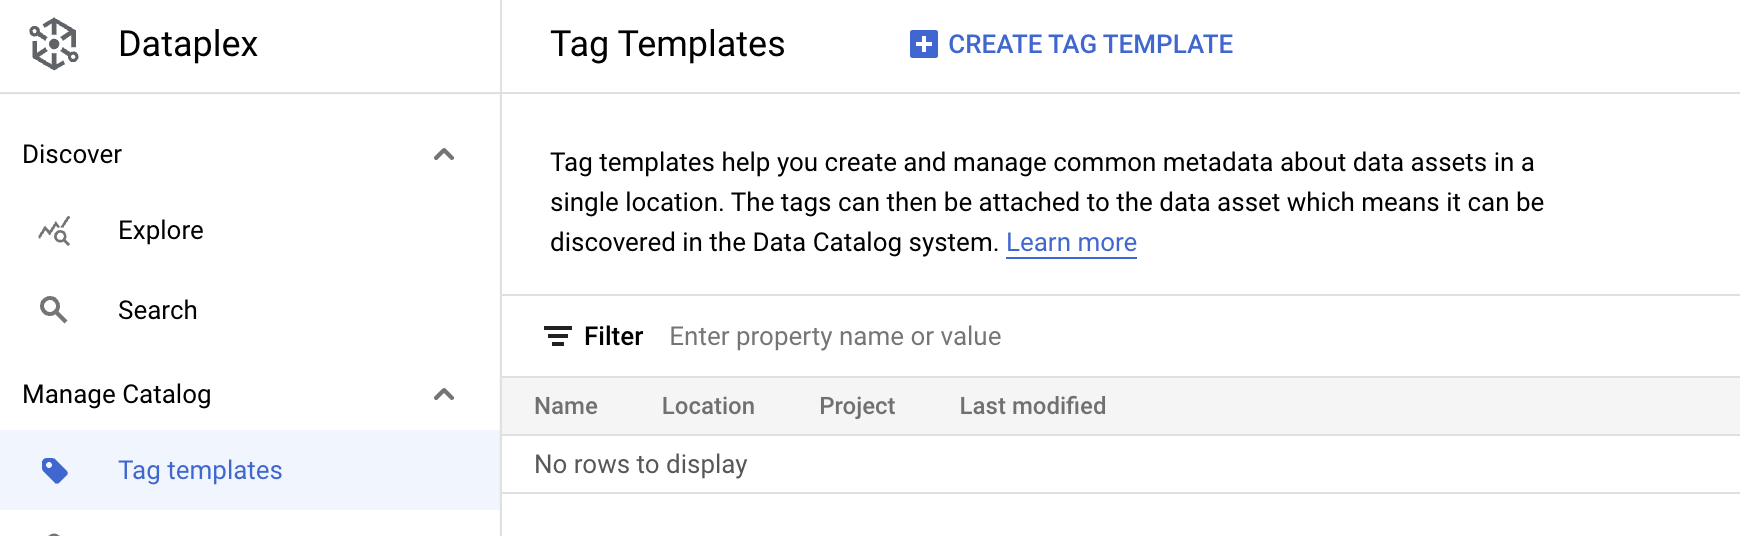 Dataplex
Tag Templates
CREATE TAG TEMPLATE
Discover
Explore
Search
Manage Catalog
Tag templates
Tag templates help you create and manage common metadata about data assets in a
single location. The tags can then be attached to the data asset which means it can be
discovered in the Data Catalog system. Learn more
Filter Enter property name or value
Name Location Project Last modified
No rows to display